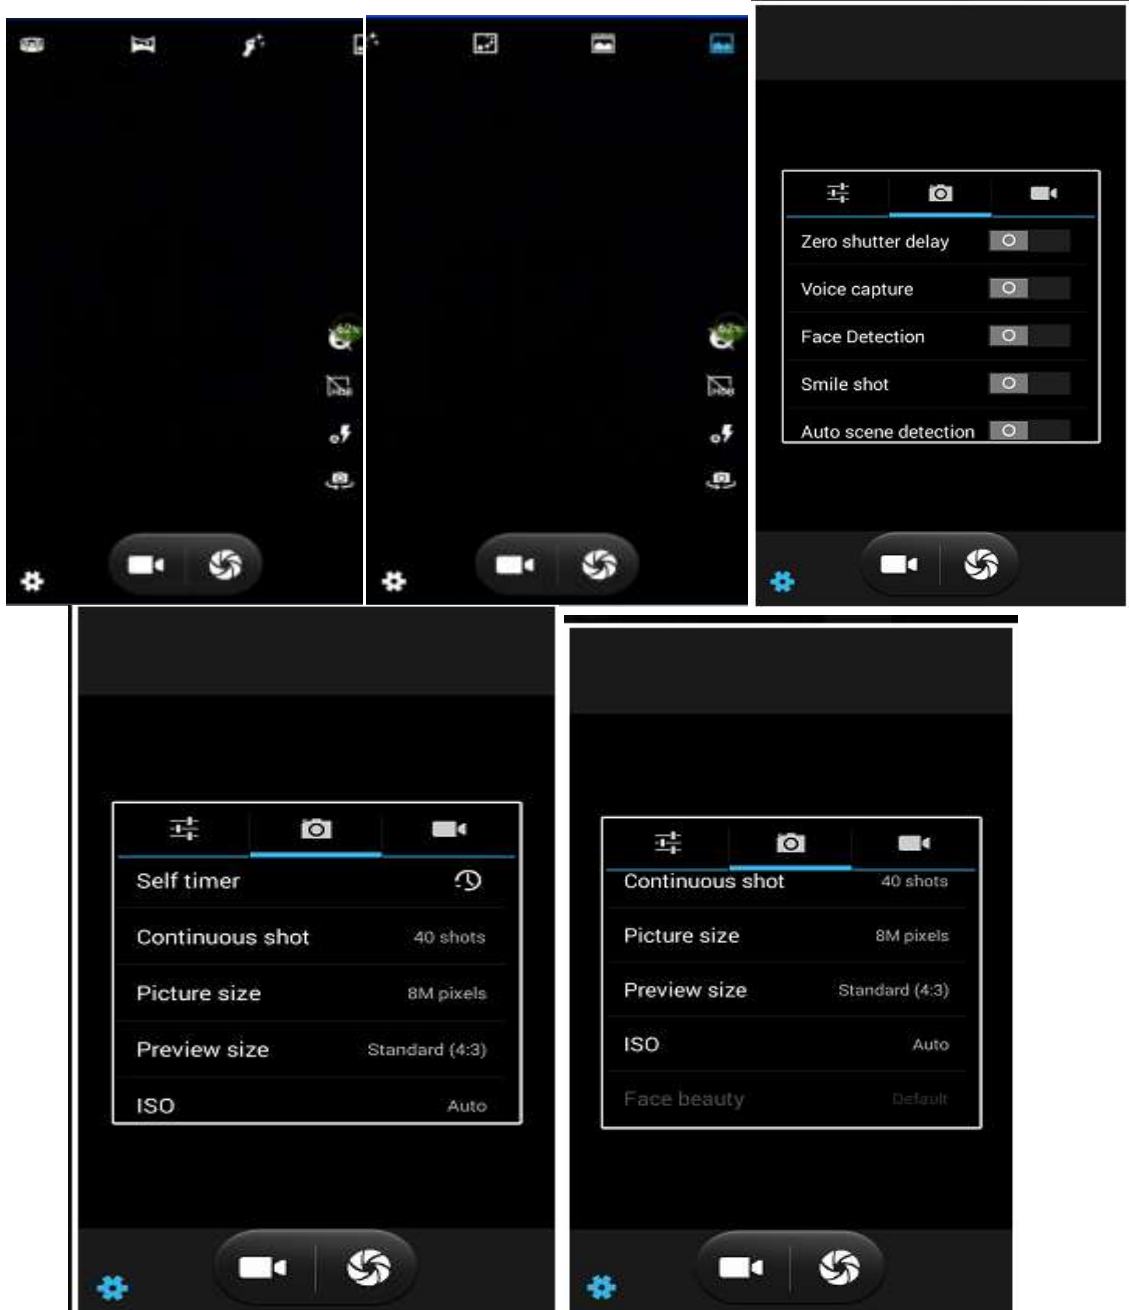 62%
62%
Zero shutter delay
Voice capture
Face Detection
Smile shot
Auto scene detection
Self timer
Continuous shot 40 shots
Picture size 8M pixels
Preview size Standard (4:3)
ISO Auto
Continuous shot 40 shots
Picture size 8M pixels
Preview size Standard (4:3)
ISO Auto
Face beauty Default